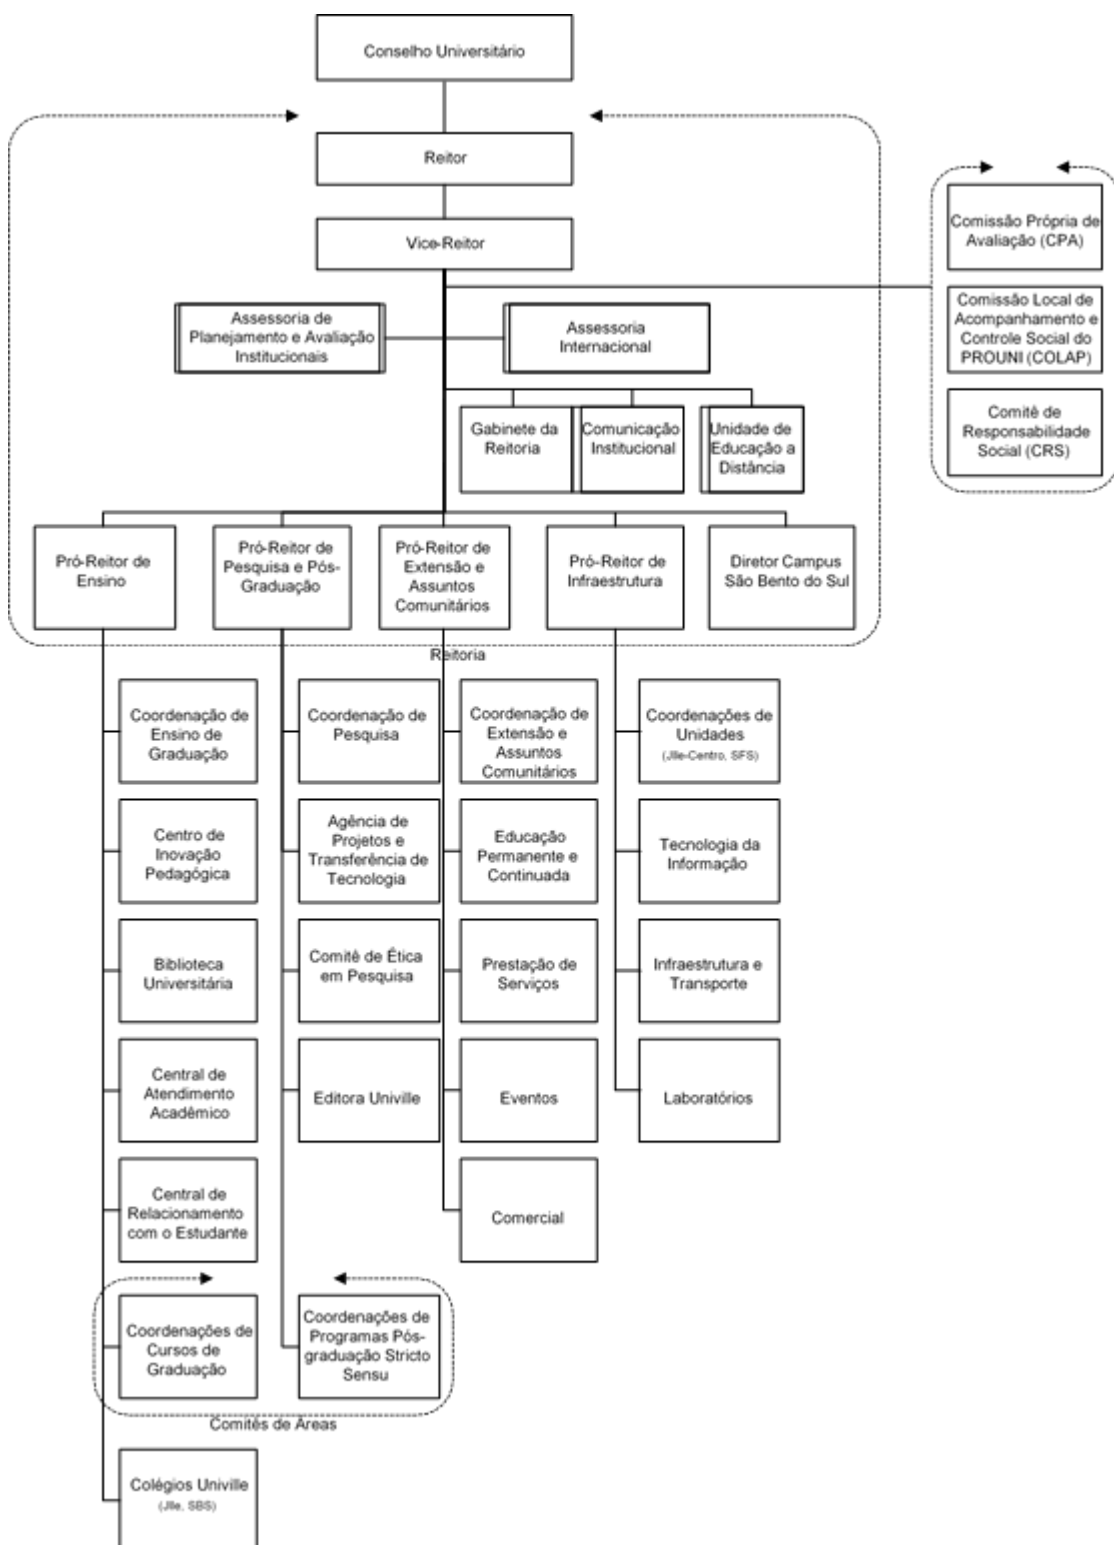 Conselho Universitário
Reitor
Vice-Reitor
Comissão Própria de
Avaliação (CPA)
Comissão Local de
Acompanhamento e
Controle Social do
PROUNI (COLAP)
Comitê de
Responsabilidade
Social (CRS)
Assessoria de
Planejamento e Avaliação
Institucionais
Assessoria
Internacional
Gabinete da
Reitoria
Comunicação
Institucional
Unidade de
Educação a
Distância
Pró-Reitor de
Ensino
Pró-Reitor de
Pesquisa e Pós-
Graduação
Pró-Reitor de
Extensão e
Assuntos
Comunitários
Pró-Reitor de
Infraestrutura
Diretor Campus
São Bento do Sul
Reitoria
Coordenação de
Ensino de
Graduação
Coordenação de
Pesquisa
Coordenação de
Extensão e
Assuntos
Comunitários
Coordenações de
Unidades
(Jlle-Centro, SFS)
Centro de
Inovação
Pedagógica
Agência de
Projetos e
Transferência de
Tecnologia
Educação
Permanente e
Continuada
Tecnologia da
Informação
Biblioteca
Universitária
Comitê de Ética
em Pesquisa
Prestação de
Serviços
Infraestrutura e
Transporte
Central de
Atendimento
Acadêmico
Editora Univille
Eventos
Laboratórios
Central de
Relacionamento
com o Estudante
Comercial
Coordenações de
Cursos de
Graduação
Coordenações de
Programas Pós-
graduação Stricto
Sensu
Comitês de Áreas
Colégios Univille
(Jlle, SBS)